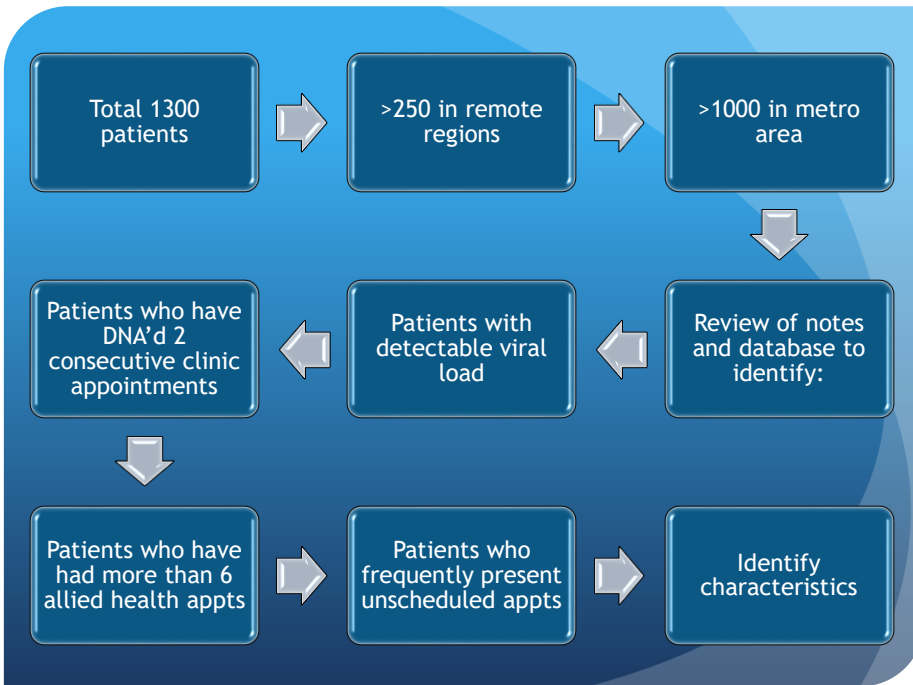 Total 1300
patients
>250 in remote
regions
>1000 in metro
area
Review of notes
and database to
identify:
Patients with
detectable viral
load
Patients who have
DNA’d 2
consecutive clinic
appointments
Patients who have
had more than 6
allied health appts
Patients who
frequently present
unscheduled appts
Identify
characteristics